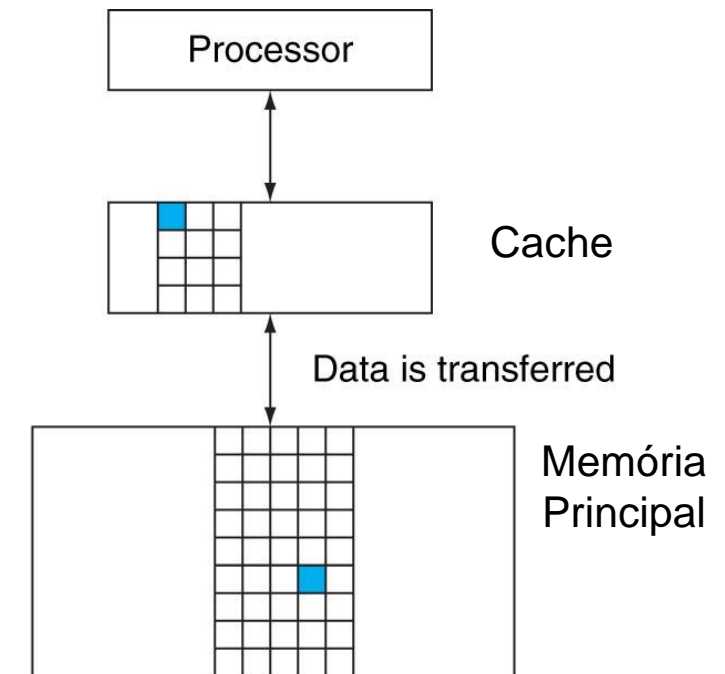 Processor
Cache
Data is transferred
Memória
Principal